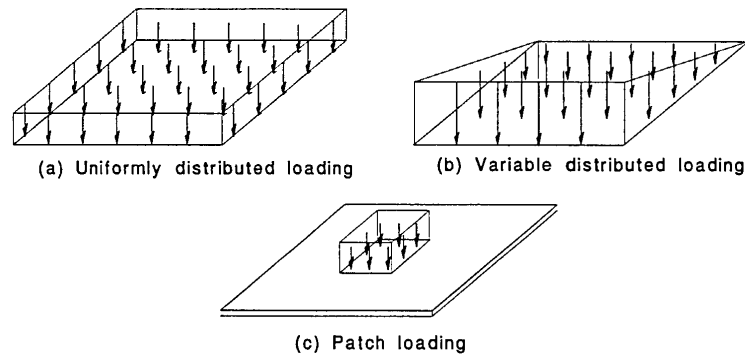 (a) Uniformly distributed loading
(b) Variable distributed loading
(c) Patch loading